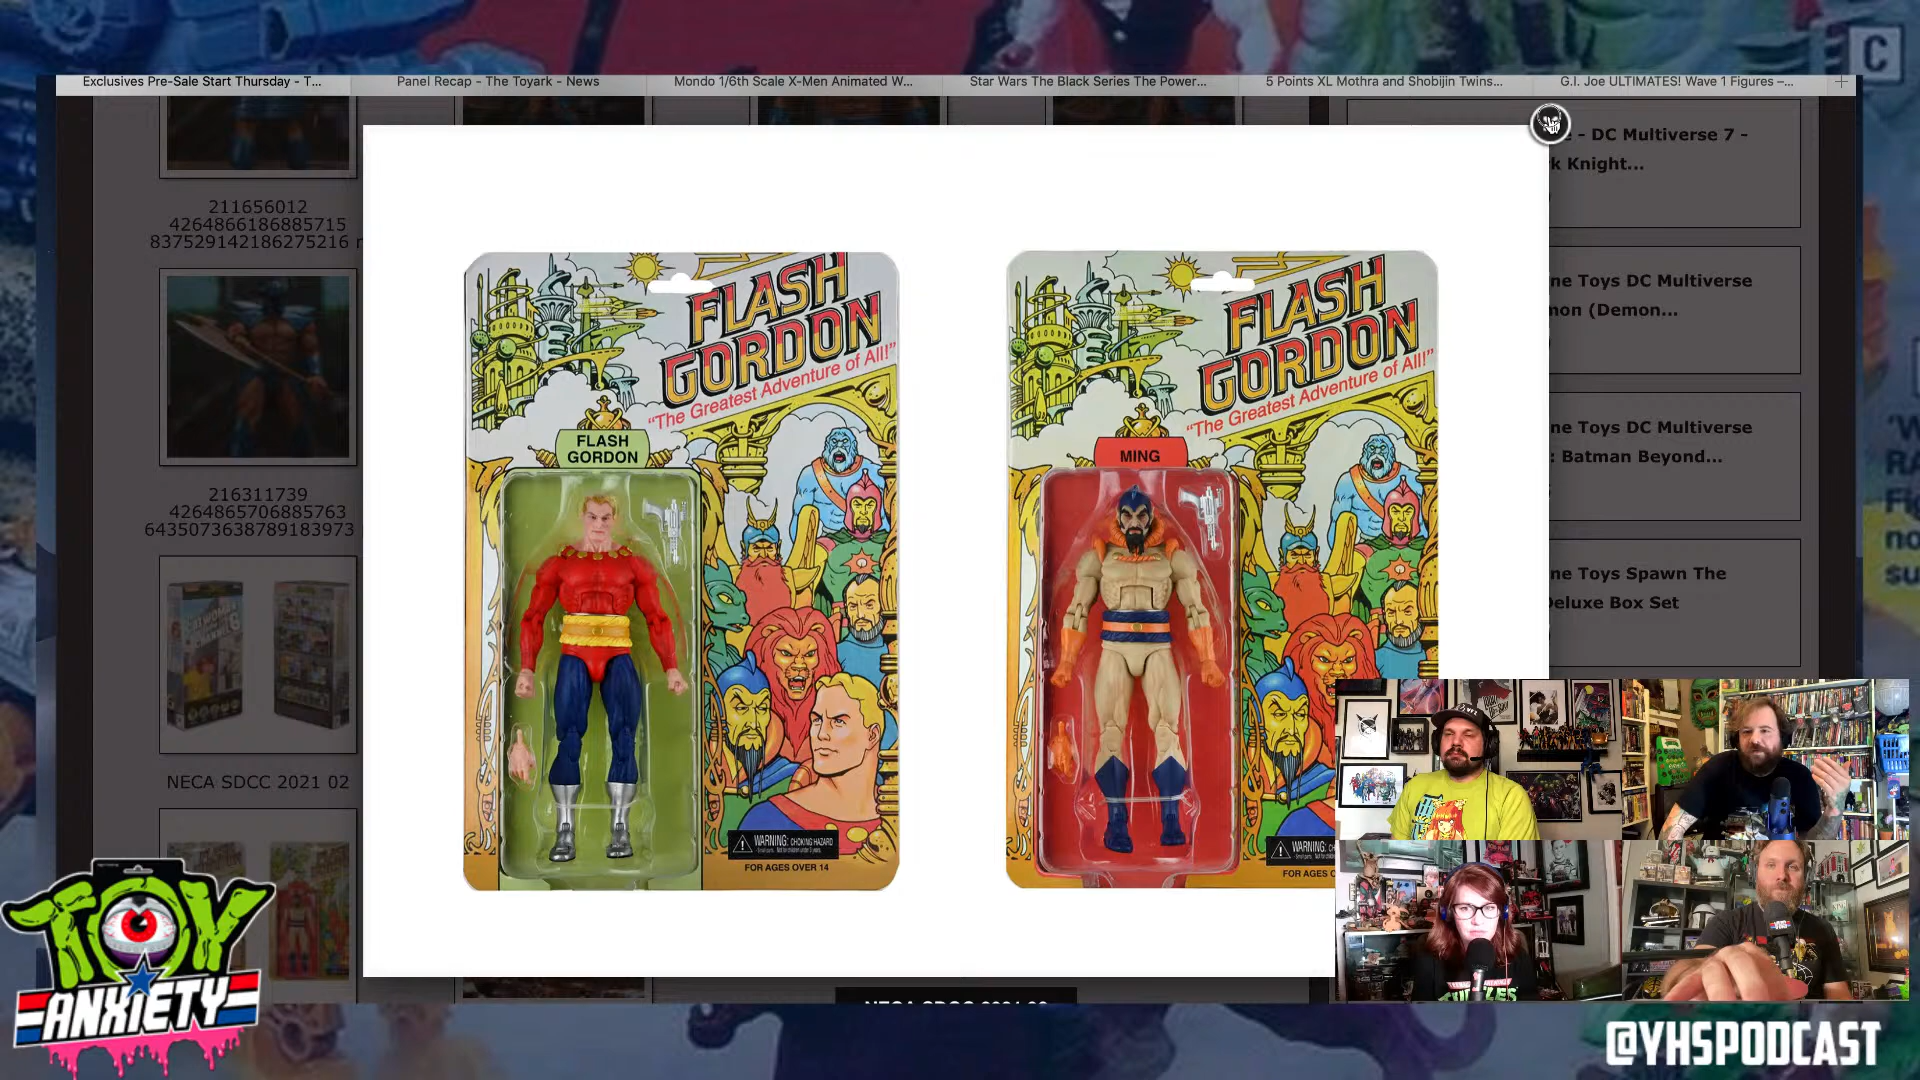 C
Exclusives Pre-Sale Start Thursday - T...
Panel Recap - The Toyark - News
Mondo 1/6th Scale X-Men Animated W...
Star Wars The Black Series The Power...
5 Points XL Mothra and Shobijin Twins...
G.I. Joe ULTIMATES! Wave 1 Figures –...
+
- DC Multiverse 7 -
k Knight...
211656012
4264866186885715
837529142186275216
ne Toys DC Multiverse
mon (Demon...
FLASH
GORDON
"The Greatest Adventure of All!"
FLASH
GORDON
FLASH
GORDON
"The Greatest Adventure of All!"
MING
ne Toys DC Multiverse
: Batman Beyond...
216311739
4264865706885763
6435073638789183973
ne Toys Spawn The
Deluxe Box Set
NECA SDCC 2021 02
WARNING: CHOKING HAZARD
FOR AGES OVER 14
WARNING: CH
FOR AGES O
TURTLES
TOY
ANXIETY
@YHSPODCAST